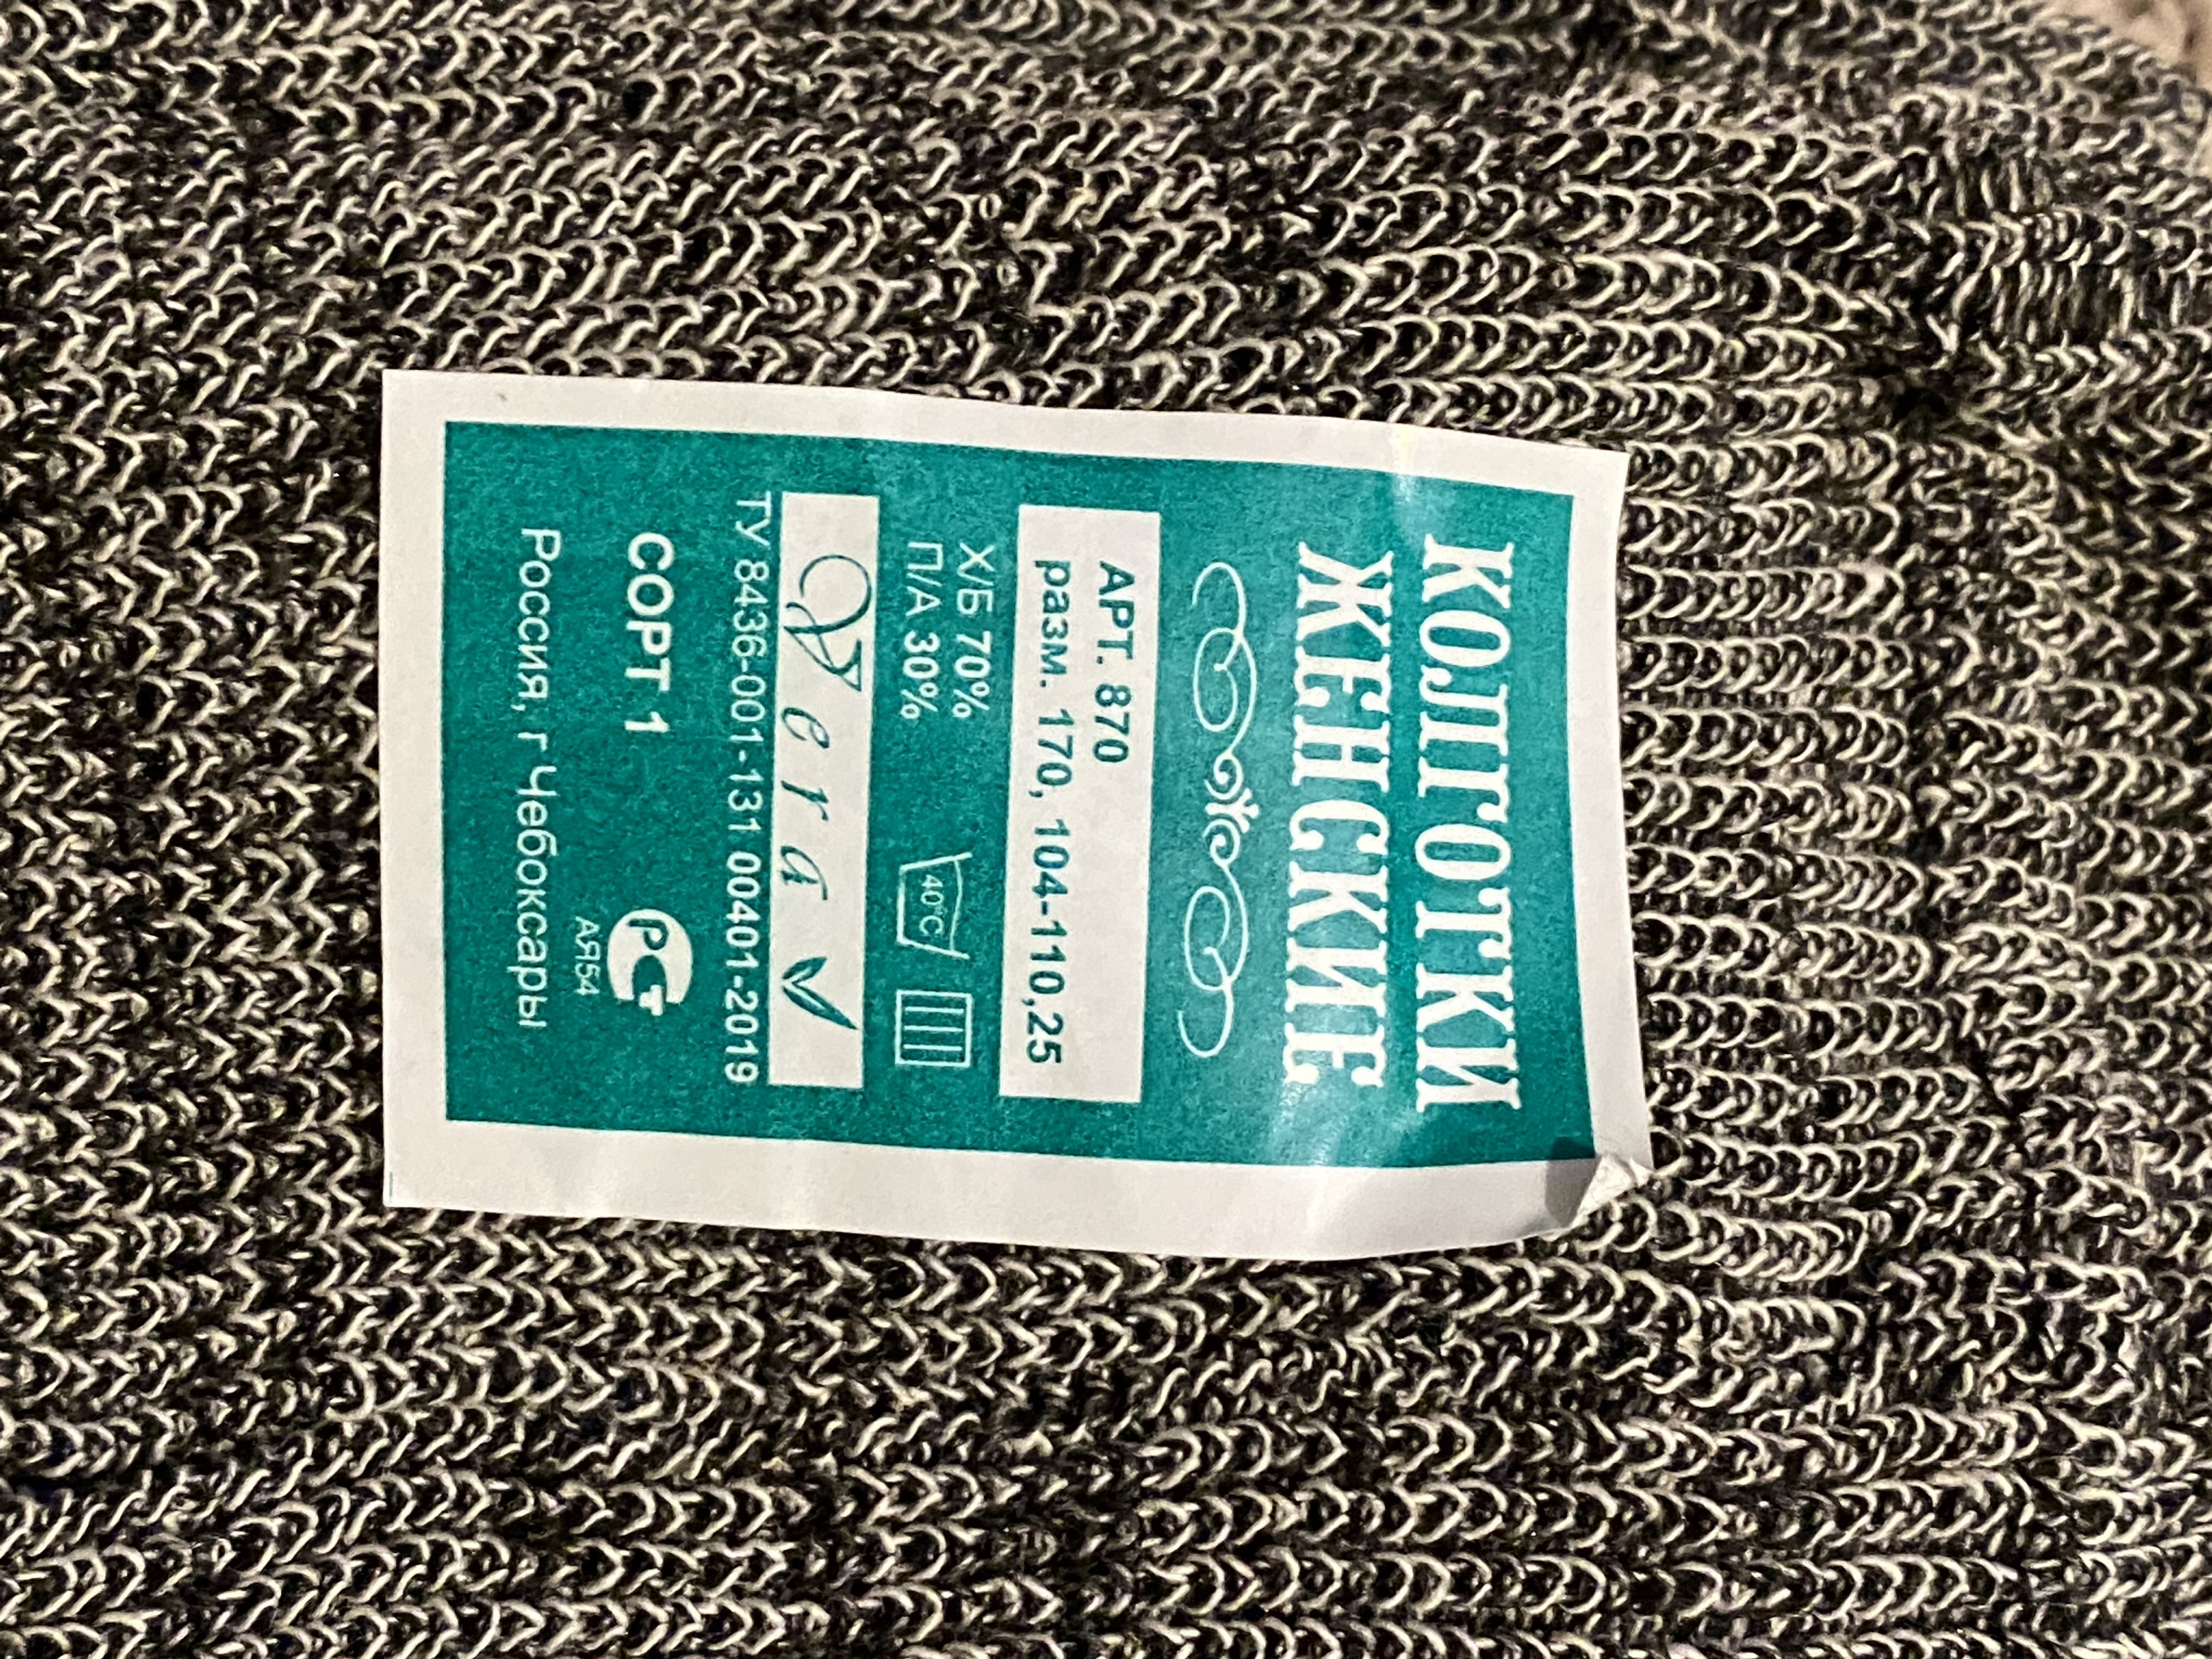 КОЛГОТКИ
ЖЕНСКИЕ
АРТ. 870
разм. 170, 104-110,25
Х/Б 70%
П/А 30%
40°C
Vera
ТУ 8436-001-131 00401-2019
СОРТ 1
РСТ
АЯ54
Россия, г Чебоксары